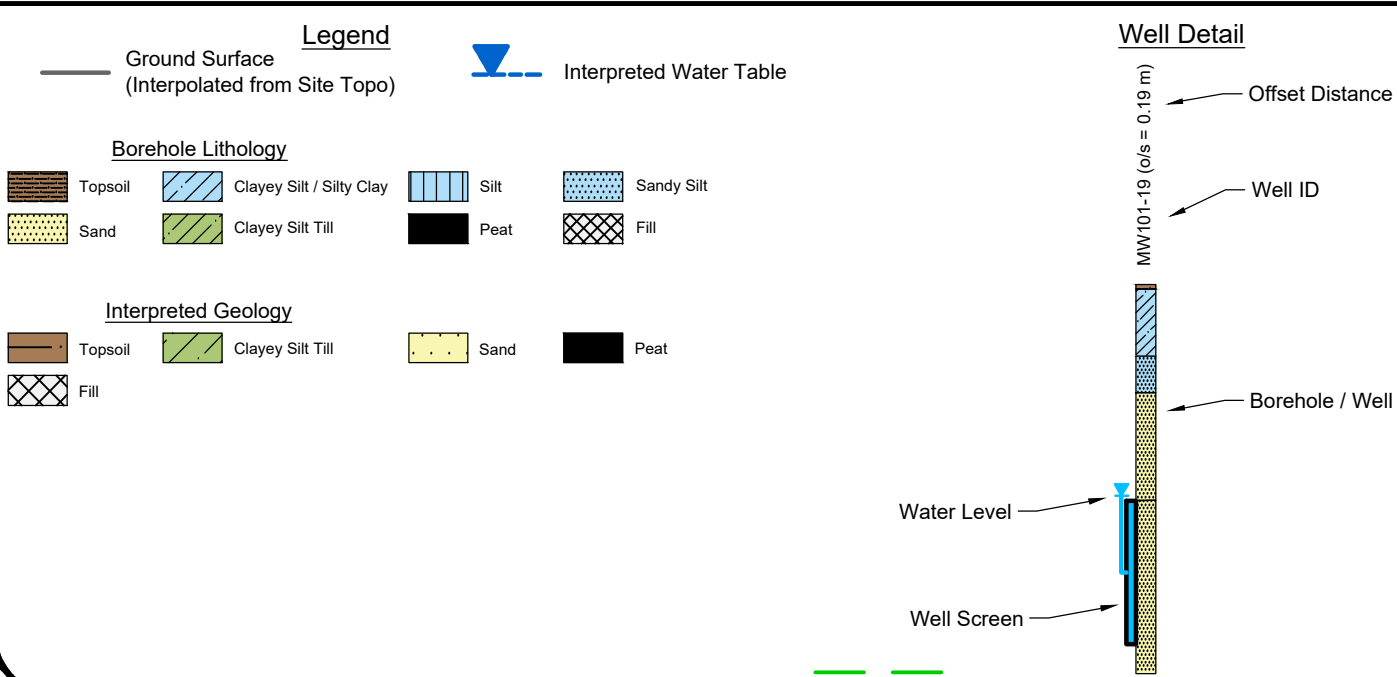 Legend
Ground Surface
(Interpolated from Site Topo)
Interpreted Water Table
Borehole Lithology
Topsoil
Clayey Silt / Silty Clay
Silt
Sandy Silt
Sand
Clayey Silt Till
Peat
Fill
Interpreted Geology
Topsoil
Clayey Silt Till
Sand
Peat
Fill
Well Detail
MW101-19 (o/s = 0.19 m)
Offset Distance
Well ID
Borehole / Well
Water Level
Well Screen